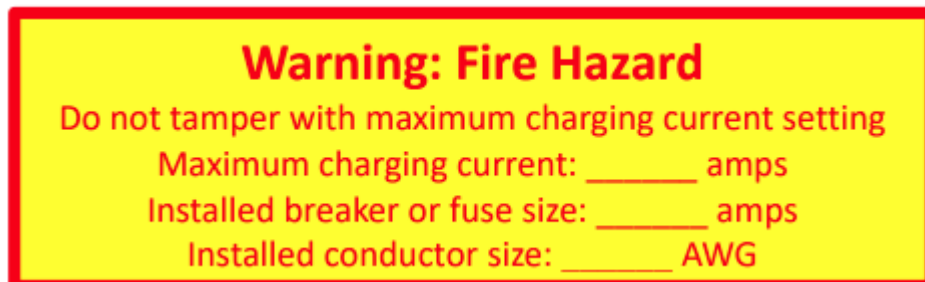 Warning: Fire Hazard
Do not tamper with maximum charging current setting
Maximum charging current: ______ amps
Installed breaker or fuse size: ______ amps
Installed conductor size: ______ AWG